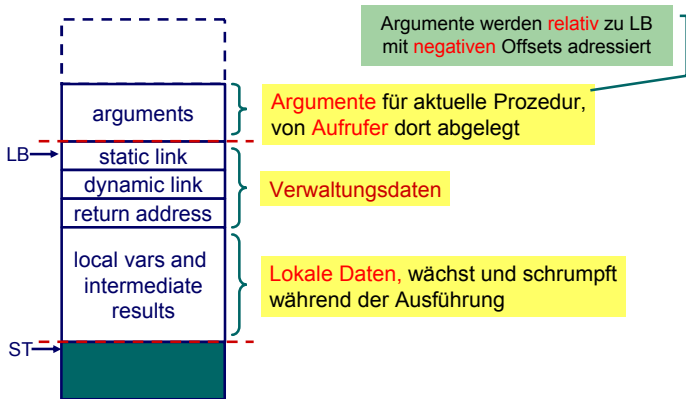 Argumente werden relativ zu LB
mit negativen Offsets adressiert
arguments
Argumente für aktuelle Prozedur,
von Aufrufer dort abgelegt
LB
static link
dynamic link
return address
Verwaltungsdaten
local vars and
intermediate
results
Lokale Daten, wächst und schrumpft
während der Ausführung
ST